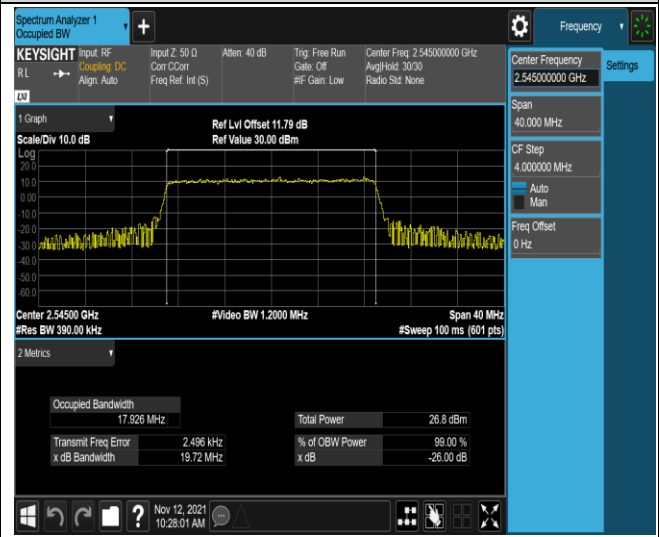 Spectrum Analyzer 1
Occupied BW
+
Frequency
KEYSIGHT Input: RF
R L Coupling: DC
Align: Auto
LXI
Input Z: 50 Ω
Corr CCorr
Freq Ref: Int (S)
Atten: 40 dB
Trig: Free Run
Gate: Off
#IF Gain: Low
Center Freq: 2.545000000 GHz
Avg|Hold: 30/30
Radio Std: None
Center Frequency
2.545000000 GHz
Settings
Span
40.000 MHz
CF Step
4.000000 MHz
Auto
Man
Freq Offset
0 Hz
1 Graph
Ref Lvl Offset 11.79 dB
Scale/Div 10.0 dB Ref Value 30.00 dBm
Log
20.0
10.0
0.00
-10.0
-20.0
-30.0
-40.0
-50.0
-60.0
Center 2.54500 GHz #Video BW 1.2000 MHz Span 40 MHz
#Res BW 390.00 kHz #Sweep 100 ms (601 pts)
2 Metrics
Occupied Bandwidth
17.926 MHz
Total Power 26.8 dBm
Transmit Freq Error 2.496 kHz % of OBW Power 99.00 %
x dB Bandwidth 19.72 MHz x dB -26.00 dB
?
Nov 12, 2021
10:28:01 AM